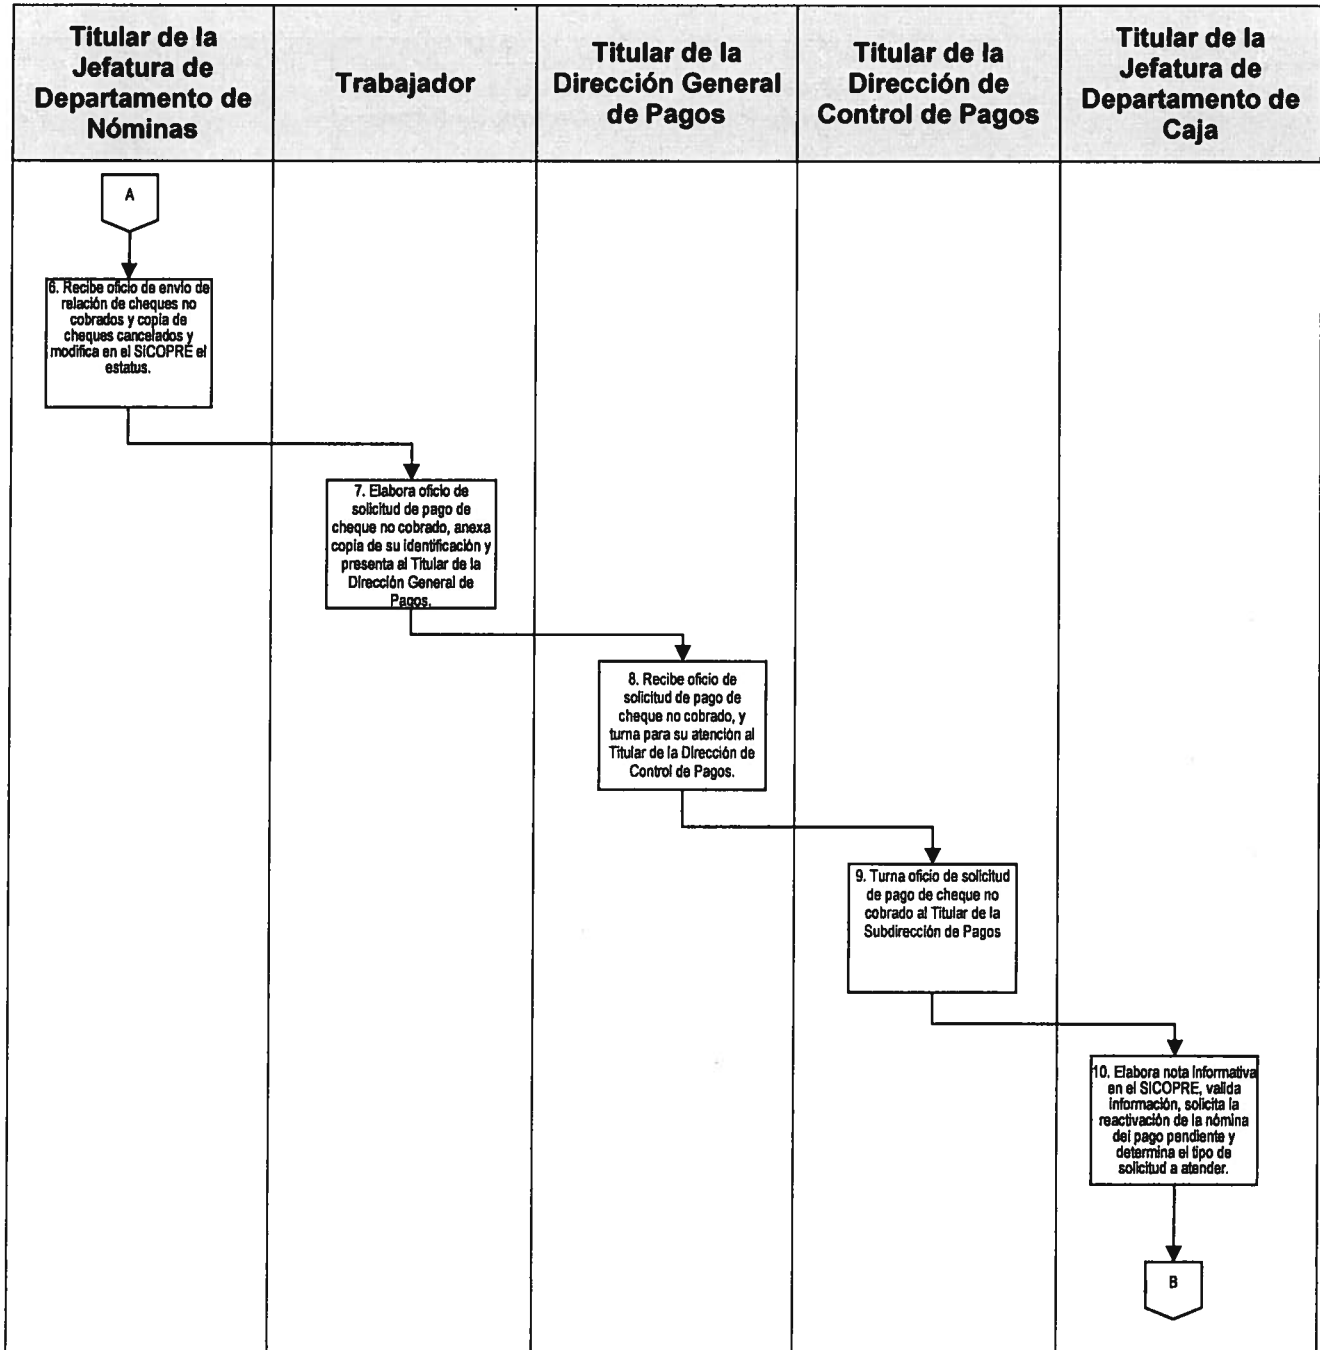 Titular de la
Jefatura de
Departamento de
Nóminas
Trabajador
Titular de la
Dirección General
de Pagos
Titular de la
Dirección de
Control de Pagos
Titular de la
Jefatura de
Departamento de
Caja
A
6. Recibe oficio de envio de
relación de cheques no
cobrados y copia de
cheques cancelados y
modifica en el SICOPRE el
estatus.
7. Elabora oficio de
solicitud de pago de
cheque no cobrado, anexa
copia de su identificación y
presenta al Titular de la
Dirección General de
Pagos.
8. Recibe oficio de
solicitud de pago de
cheque no cobrado, y
turna para su atención al
Titular de la Dirección de
Control de Pagos.
9. Turna oficio de solicitud
de pago de cheque no
cobrado al Titular de la
Subdirección de Pagos
10. Elabora nota informativa
en el SICOPRE, valida
información, solicita la
reactivación de la nómina
del pago pendiente y
determina el tipo de
solicitud a atender.
B